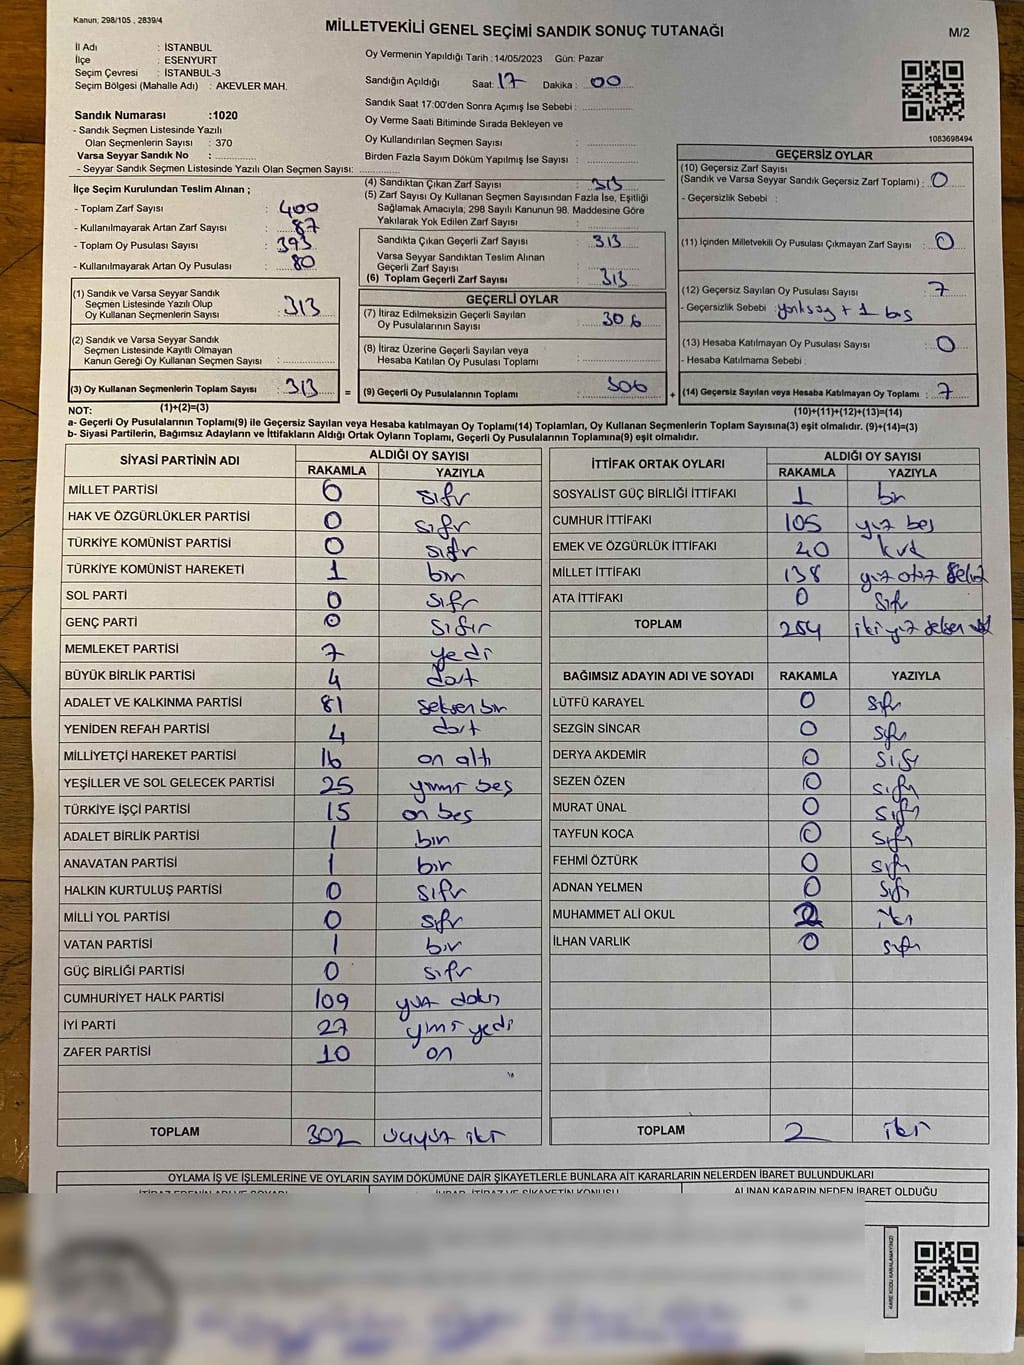 Kanun; 298/105 , 2839/4
MİLLETVEKİLİ GENEL SEÇİMİ SANDIK SONUÇ TUTANAĞI
M/2
İl Adı : İSTANBUL
İlçe : ESENYURT
Seçim Çevresi : İSTANBUL-3
Seçim Bölgesi (Mahalle Adı) : AKEVLER MAH.
Sandık Numarası :1020
- Sandık Seçmen Listesinde Yazılı
Olan Seçmenlerin Sayısı : 370
Varsa Seyyar Sandık No :
- Seyyar Sandık Seçmen Listesinde Yazılı Olan Seçmen Sayısı:
Oy Vermenin Yapıldığı Tarih :14/05/2023 Gün: Pazar
Sandığın Açıldığı Saat: 17 Dakika : 00
Sandık Saat 17:00'den Sonra Açımış İse Sebebi :
Oy Verme Saati Bitiminde Sırada Bekleyen ve
Oy Kullandırılan Seçmen Sayısı :
Birden Fazla Sayım Döküm Yapılmış İse Sayısı :
1083698494
İlçe Seçim Kurulundan Teslim Alınan ;
- Toplam Zarf Sayısı : 400
- Kullanılmayarak Artan Zarf Sayısı : 87
- Toplam Oy Pusulası Sayısı : 393
- Kullanılmayarak Artan Oy Pusulası : 80
(1) Sandık ve Varsa Seyyar Sandık
Seçmen Listesinde Yazılı Olup
Oy Kullanan Seçmenlerin Sayısı : 313
(2) Sandık ve Varsa Seyyar Sandık
Seçmen Listesinde Kayıtlı Olmayan
Kanun Gereği Oy Kullanan Seçmen Sayısı :
(3) Oy Kullanan Seçmenlerin Toplam Sayısı : 313 =
(1)+(2)=(3)
(4) Sandıktan Çıkan Zarf Sayısı : 313
(5) Zarf Sayısı Oy Kullanan Seçmen Sayısından Fazla İse, Eşitliği
Sağlamak Amacıyla, 298 Sayılı Kanunun 98. Maddesine Göre
Yakılarak Yok Edilen Zarf Sayısı :
Sandıkta Çıkan Geçerli Zarf Sayısı : 313
Varsa Seyyar Sandıktan Teslim Alınan
Geçerli Zarf Sayısı :
(6) Toplam Geçerli Zarf Sayısı : 313
GEÇERLİ OYLAR
(7) İtiraz Edilmeksizin Geçerli Sayılan
Oy Pusulalarının Sayısı : 306
(8) İtiraz Üzerine Geçerli Sayılan veya
Hesaba Katılan Oy Pusulası Toplamı :
(9) Geçerli Oy Pusulalarının Toplamı : 306 +
GEÇERSİZ OYLAR
(10) Geçersiz Zarf Sayısı
(Sandık ve Varsa Seyyar Sandık Geçersiz Zarf Toplamı) : 0
- Geçersizlik Sebebi :
(11) İçinden Milletvekili Oy Pusulası Çıkmayan Zarf Sayısı : 0
(12) Geçersiz Sayılan Oy Pusulası Sayısı : 7
- Geçersizlik Sebebi : + 1 boş
(13) Hesaba Katılmayan Oy Pusulası Sayısı : 0
- Hesaba Katılmama Sebebi :
(14) Geçersiz Sayılan veya Hesaba Katılmayan Oy Toplamı : 7
(10)+(11)+(12)+(13)=(14)
NOT:
a- Geçerli Oy Pusulalarının Toplamı(9) ile Geçersiz Sayılan veya Hesaba Katılmayan Oy Toplamı(14) Toplamları, Oy Kullanan Seçmenlerin Toplam Sayısına(3) eşit olmalıdır. (9)+(14)=(3)
b- Siyasi Partilerin, Bağımsız Adayların ve İttifakların Aldığı Ortak Oyların Toplamı, Geçerli Oy Pusulalarının Toplamına(9) eşit olmalıdır.
SİYASİ PARTİNİN ADI ALDIĞI OY SAYISI
RAKAMLA YAZIYLA
MİLLET PARTİSİ 0 sıfır
HAK VE ÖZGÜRLÜKLER PARTİSİ 0 sıfır
TÜRKİYE KOMÜNİST PARTİSİ 0 sıfır
TÜRKİYE KOMÜNİST HAREKETİ 1 bir
SOL PARTİ 0 sıfır
GENÇ PARTİ 0 sıfır
MEMLEKET PARTİSİ 7 yedi
BÜYÜK BİRLİK PARTİSİ 4 dört
ADALET VE KALKINMA PARTİSİ 81 seksen bir
YENİDEN REFAH PARTİSİ 4 dört
MİLLİYETÇİ HAREKET PARTİSİ 16 on altı
YEŞİLLER VE SOL GELECEK PARTİSİ 25 yirmi beş
TÜRKİYE İŞÇİ PARTİSİ 15 on beş
ADALET BİRLİK PARTİSİ 1 bir
ANAVATAN PARTİSİ 1 bir
HALKIN KURTULUŞ PARTİSİ 0 sıfır
MİLLİ YOL PARTİSİ 0 sıfır
VATAN PARTİSİ 1 bir
GÜÇ BİRLİĞİ PARTİSİ 0 sıfır
CUMHURİYET HALK PARTİSİ 109 yüz dokuz
İYİ PARTİ 27 yirmi yedi
ZAFER PARTİSİ 10 on
TOPLAM 302 üçyüz iki
İTTİFAK ORTAK OYLARI ALDIĞI OY SAYISI
RAKAMLA YAZIYLA
SOSYALİST GÜÇ BİRLİĞİ İTTİFAKI 1 bir
CUMHUR İTTİFAKI 105 yüz beş
EMEK VE ÖZGÜRLÜK İTTİFAKI 40 kırk
MİLLET İTTİFAKI 138 yüz otuz sekiz
ATA İTTİFAKI 0 sıfır
TOPLAM 284 iki yüz seksen
BAĞIMSIZ ADAYIN ADI VE SOYADI RAKAMLA YAZIYLA
LÜTFÜ KARAYEL 0 sıfır
SEZGİN SİNCAR 0 sıfır
DERYA AKDEMİR 0 sıfır
SEZEN ÖZEN 0 sıfır
MURAT ÜNAL 0 sıfır
TAYFUN KOCA 0 sıfır
FEHMİ ÖZTÜRK 0 sıfır
ADNAN YELMEN 0 sıfır
MUHAMMET ALİ OKUL 2 iki
İLHAN VARLIK 0 sıfır
TOPLAM 2 iki
OYLAMA İŞ VE İŞLEMLERİNE VE OYLARIN SAYIM DÖKÜMÜNE DAİR ŞİKAYETLERLE BUNLARA AİT KARARLARIN NELERDEN İBARET BULUNDUKLARI
ALINAN KARARIN NEDEN İBARET OLDUĞU